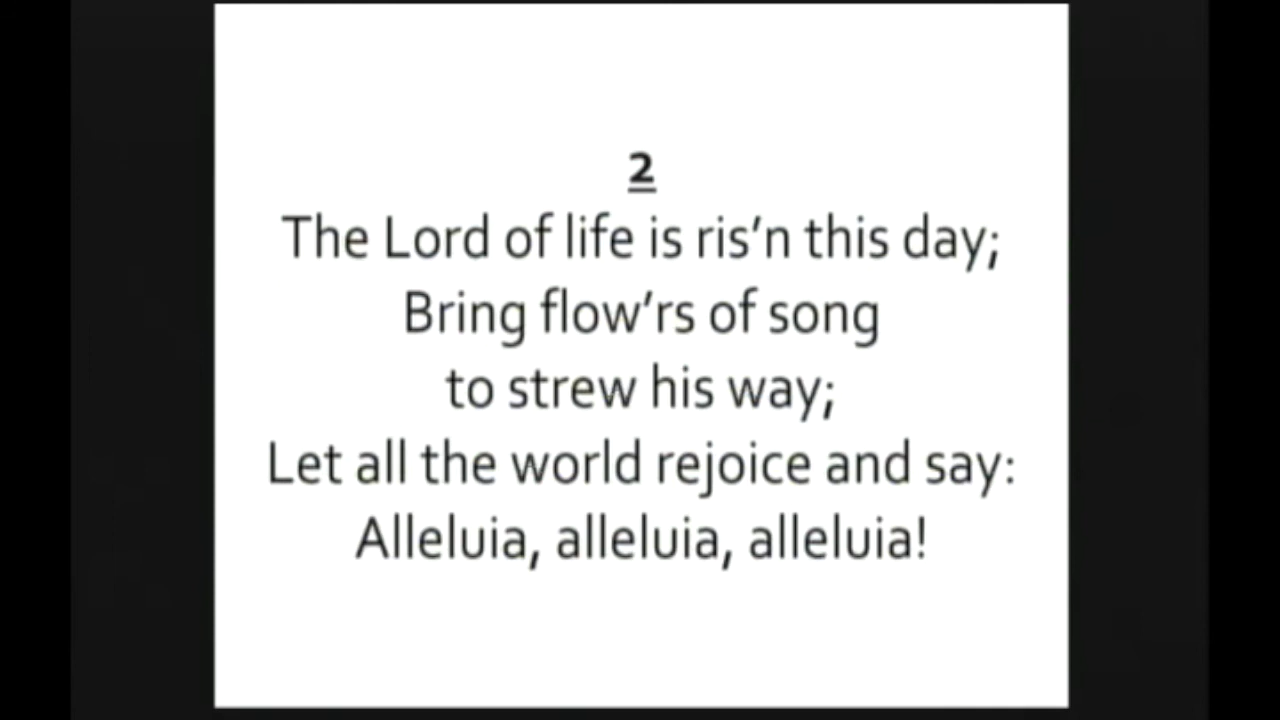 2
The Lord of life is ris’n this day;
Bring flow’rs of song
to strew his way;
Let all the world rejoice and say:
Alleluia, alleluia, alleluia!